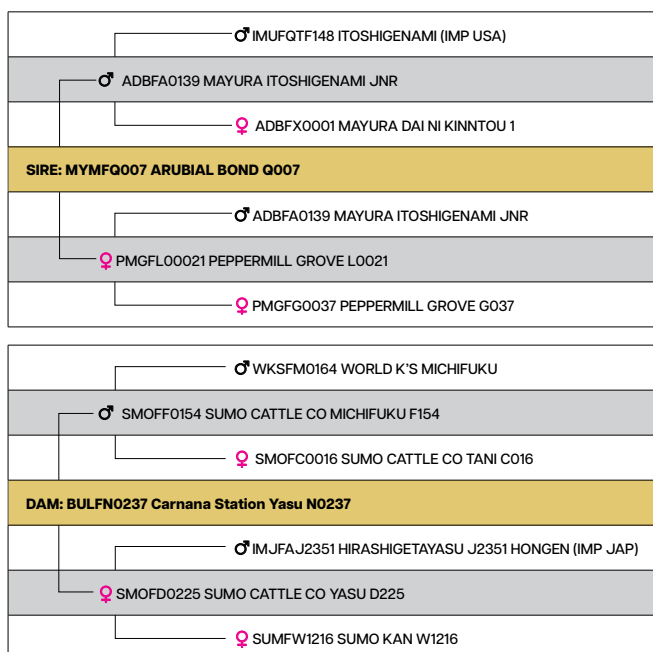 ♂ IMUFQTF148 ITOSHIGENAMI (IMP USA)
♂ ADBFA0139 MAYURA ITOSHIGENAMI JNR
♀ ADBFX0001 MAYURA DAI NI KINNTOU 1
SIRE: MYMFQ007 ARUBIAL BOND Q007
♂ ADBFA0139 MAYURA ITOSHIGENAMI JNR
♀ PMGFL00021 PEPPERMILL GROVE L0021
♀ PMGFG0037 PEPPERMILL GROVE G037
♂ WKSFM0164 WORLD K'S MICHIFUKU
♂ SMOFF0154 SUMO CATTLE CO MICHIFUKU F154
♀ SMOFC0016 SUMO CATTLE CO TANI C016
DAM: BULFN0237 Carnana Station Yasu N0237
♂ IMJFAJ2351 HIRASHIGETAYASU J2351 HONGEN (IMP JAP)
♀ SMOFD0225 SUMO CATTLE CO YASU D225
♀ SUMFW1216 SUMO KAN W1216